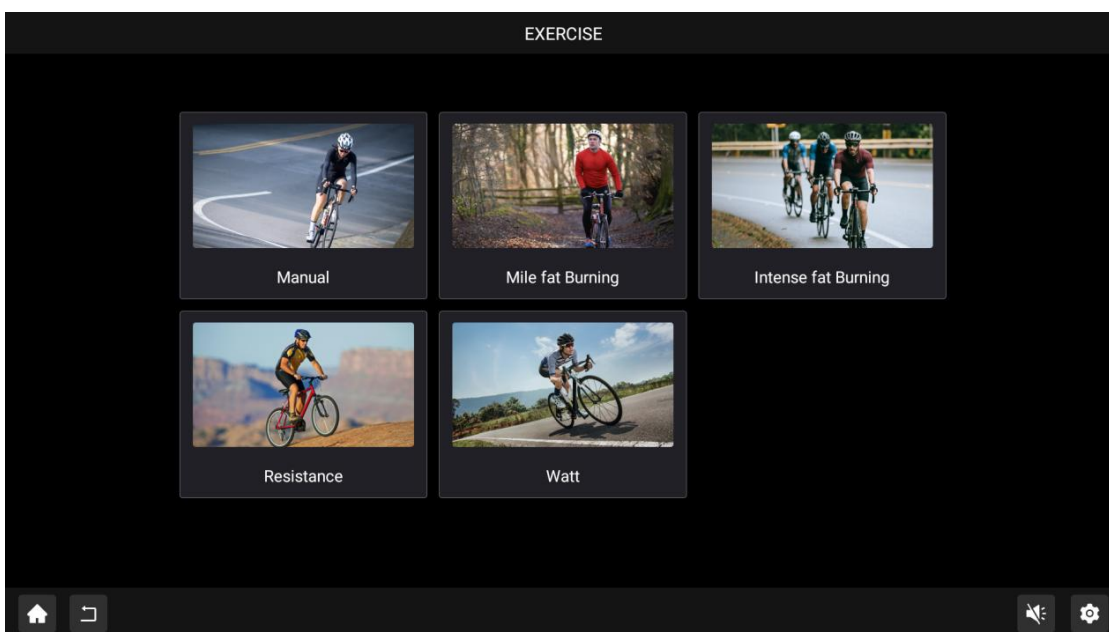 EXERCISE
Manual
Mile fat Burning
Intense fat Burning
Resistance
Watt